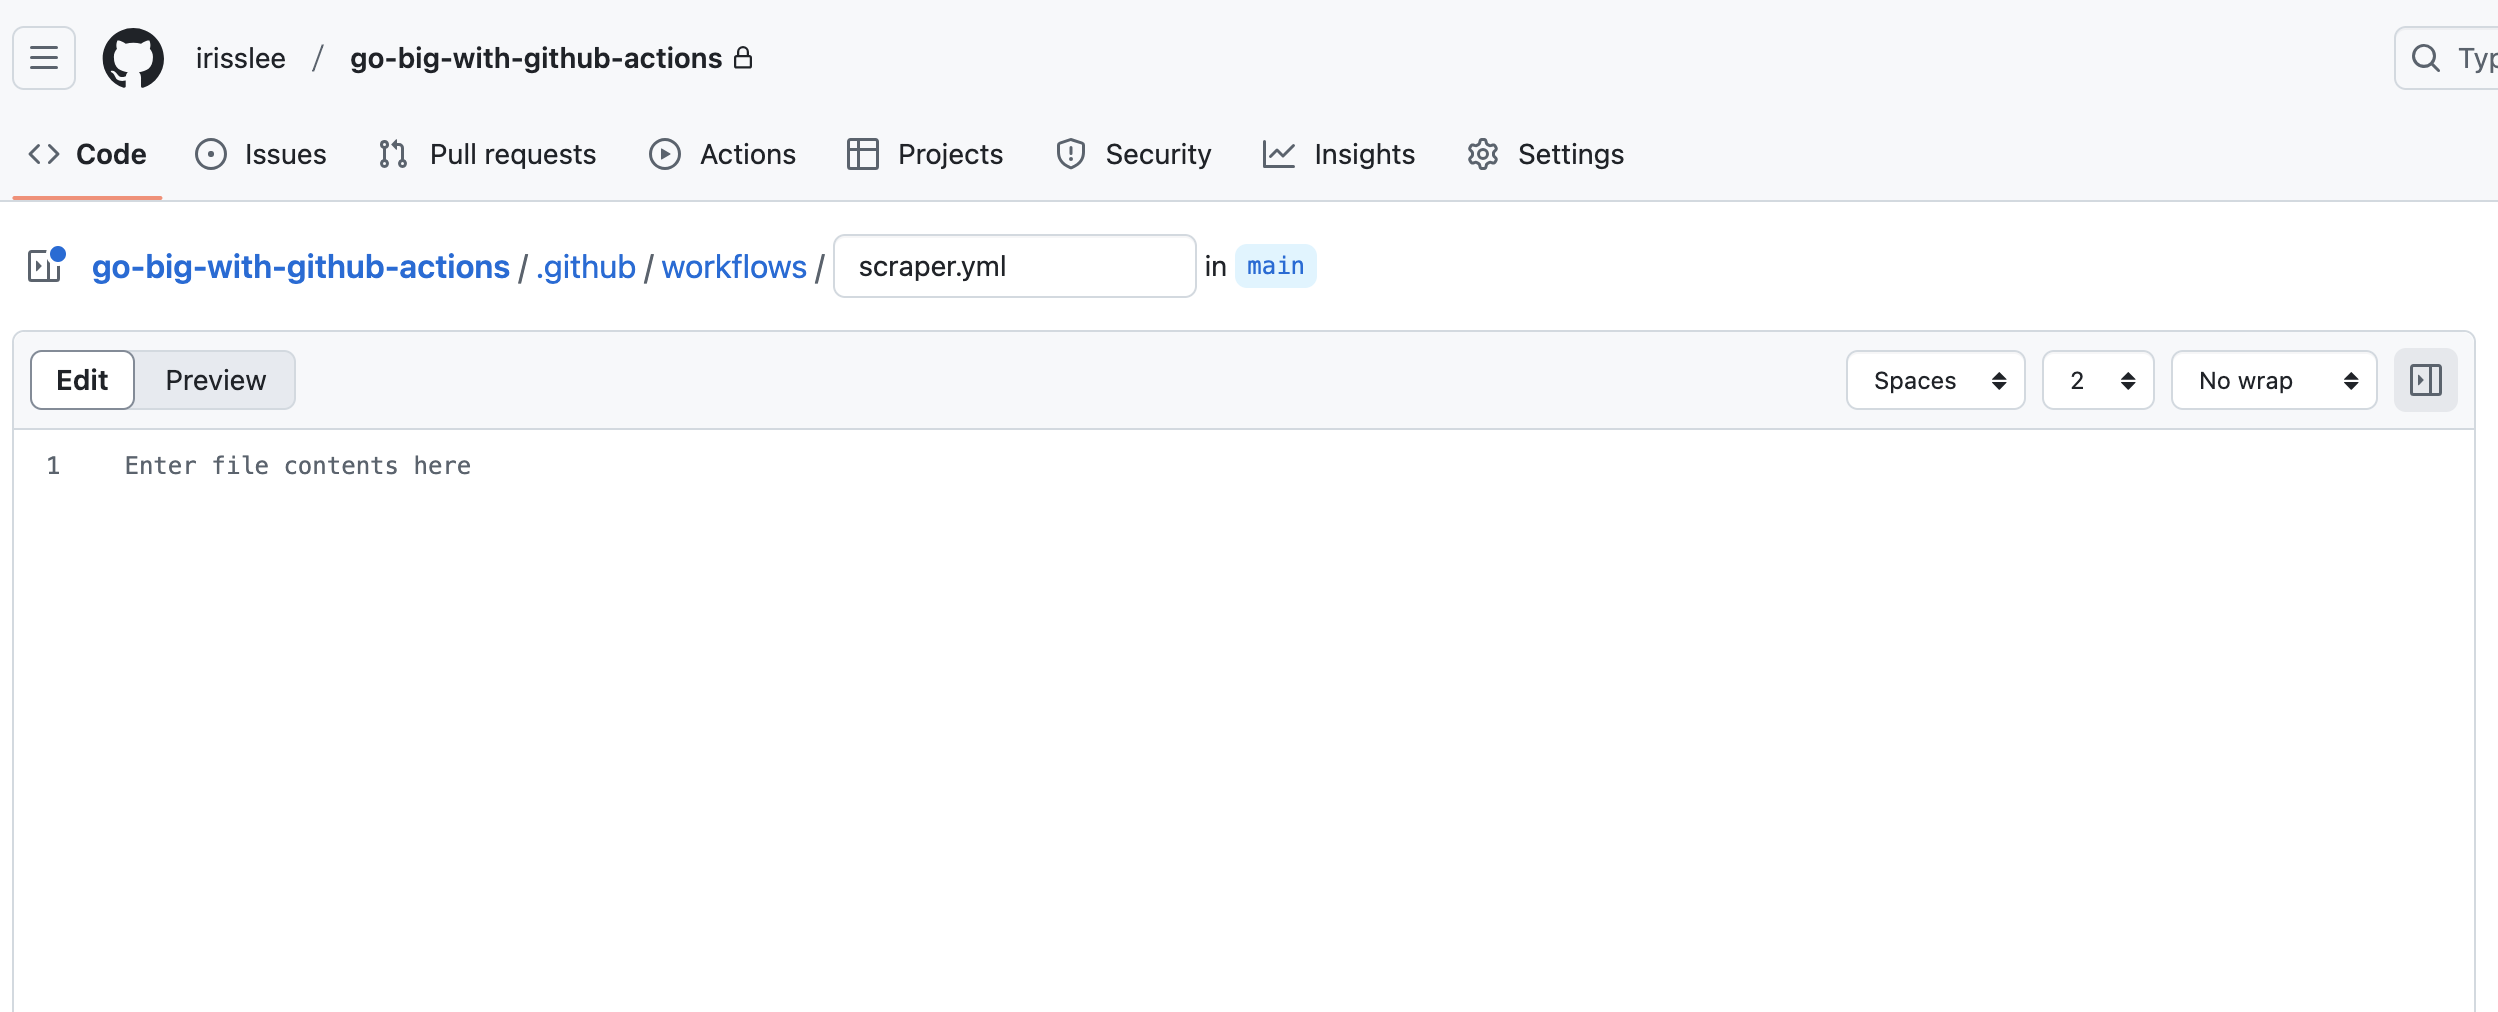 irisslee / go-big-with-github-actions
Typ
Code Issues Pull requests Actions Projects Security Insights Settings
go-big-with-github-actions / .github / workflows / scraper.yml in main
Edit Preview Spaces 2 No wrap
1 Enter file contents here